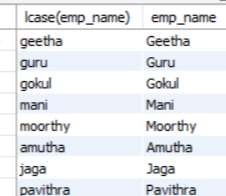 lcase(emp_name) emp_name
geetha Geetha
guru Guru
gokul Gokul
mani Mani
moorthy Moorthy
amutha Amutha
jaga Jaga
pavithra Pavithra